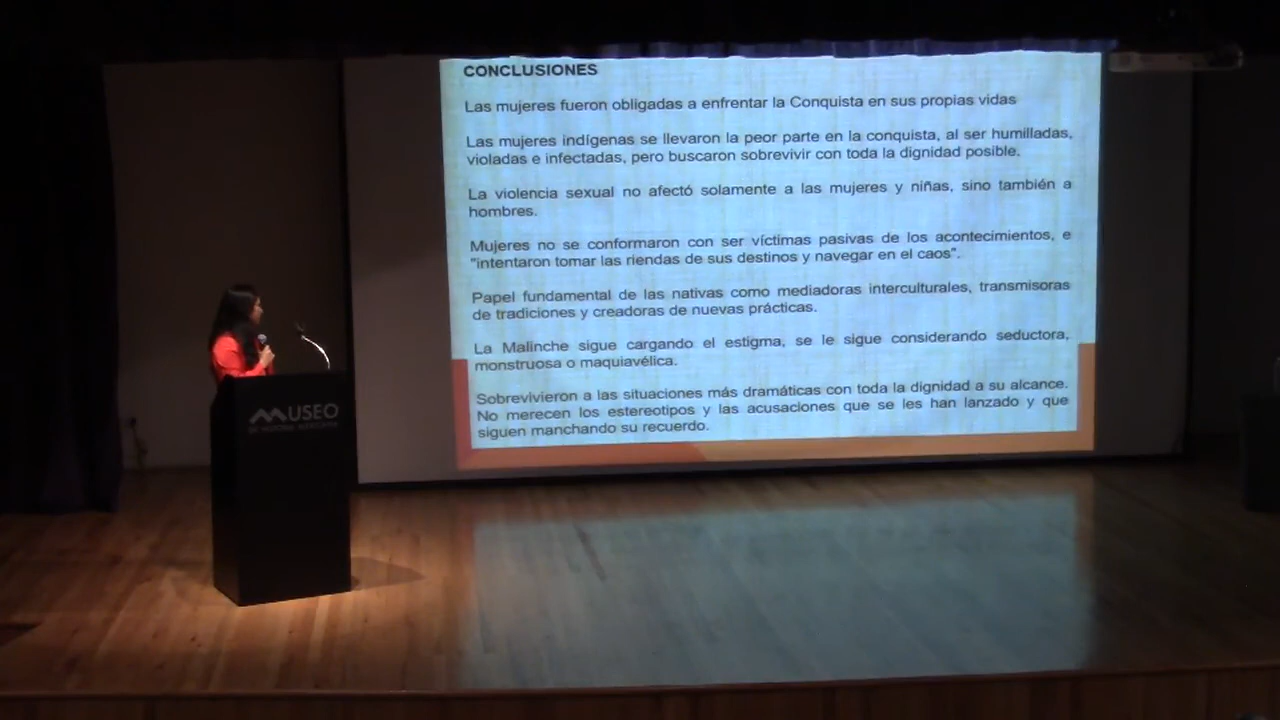 CONCLUSIONES
Las mujeres fueron obligadas a enfrentar la Conquista en sus propias vidas
Las mujeres indígenas se llevaron la peor parte en la conquista, al ser humilladas,
violadas e infectadas, pero buscaron sobrevivir con toda la dignidad posible.
La violencia sexual no afectó solamente a las mujeres y niñas, sino también a
hombres.
Mujeres no se conformaron con ser víctimas pasivas de los acontecimientos, e
"intentaron tomar las riendas de sus destinos y navegar en el caos".
Papel fundamental de las nativas como mediadoras interculturales, transmisoras
de tradiciones y creadoras de nuevas prácticas.
La Malinche sigue cargando el estigma, se le sigue considerando seductora,
monstruosa o maquiavélica.
Sobrevivieron a las situaciones más dramáticas con toda la dignidad a su alcance.
No merecen los estereotipos y las acusaciones que se les han lanzado y que
siguen manchando su recuerdo.
MUSEO